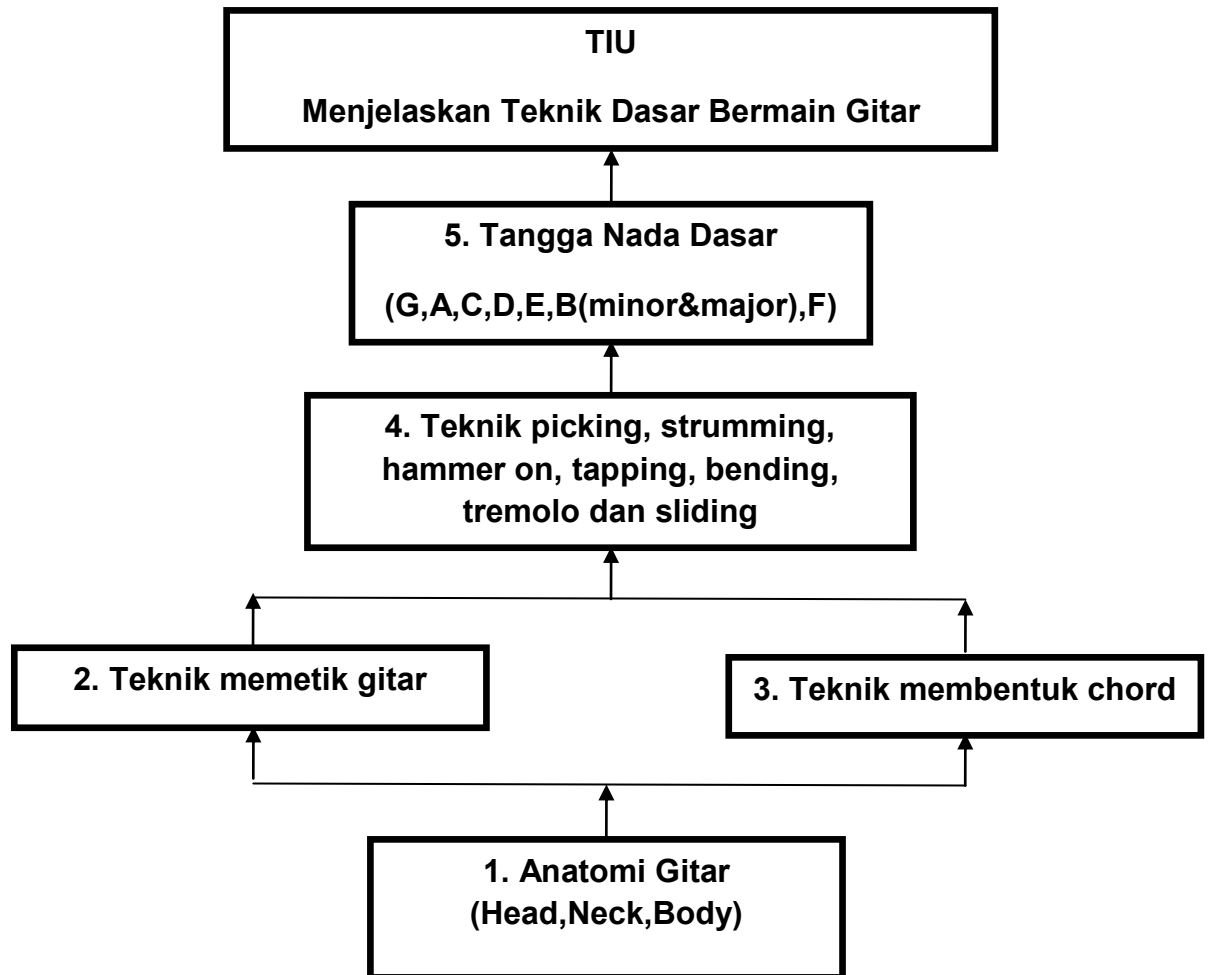 TIU
Menjelaskan Teknik Dasar Bermain Gitar
5. Tangga Nada Dasar
(G,A,C,D,E,B(minor&major),F)
4. Teknik picking, strumming,
hammer on, tapping, bending,
tremolo dan sliding
2. Teknik memetik gitar
3. Teknik membentuk chord
1. Anatomi Gitar
(Head,Neck,Body)